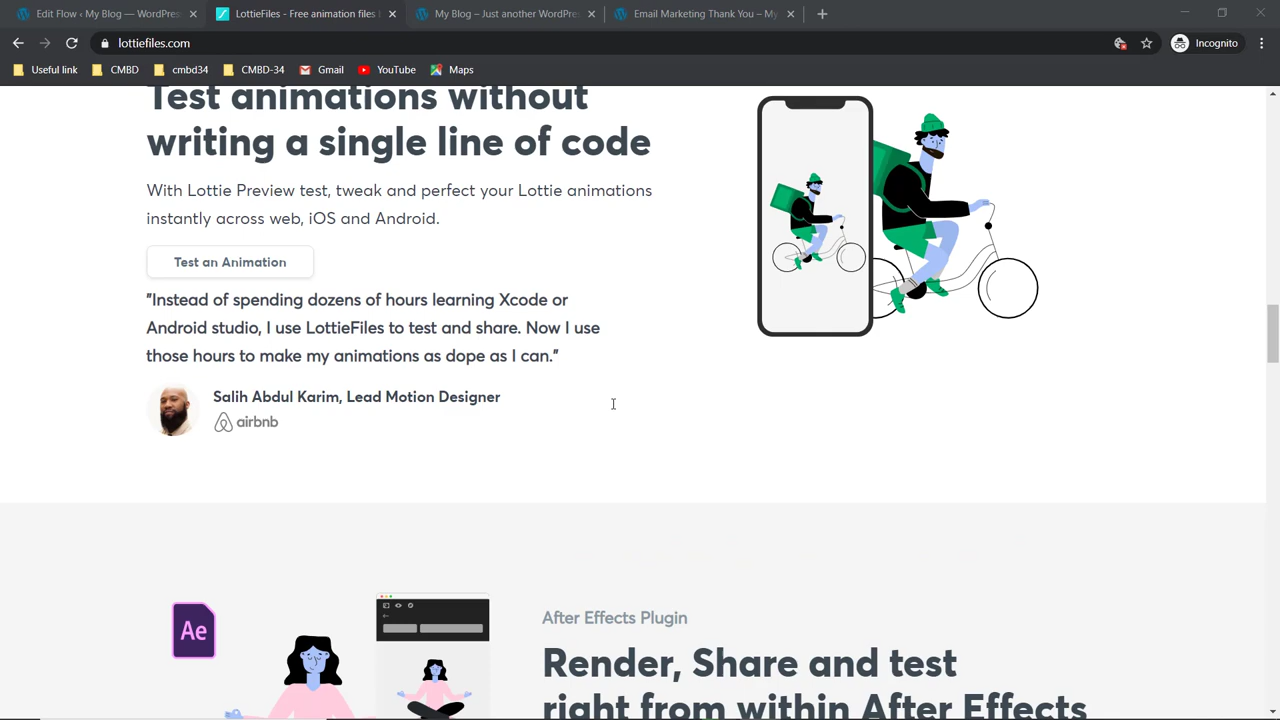 Edit Flow ‹ My Blog — WordPres
LottieFiles - Free animation files
My Blog – Just another WordPres
Email Marketing Thank You – My
lottiefiles.com
Incognito
Useful link
CMBD
cmbd34
CMBD-34
Gmail
YouTube
Maps
Test animations without
writing a single line of code
With Lottie Preview test, tweak and perfect your Lottie animations
instantly across web, iOS and Android.
Test an Animation
"Instead of spending dozens of hours learning Xcode or
Android studio, I use LottieFiles to test and share. Now I use
those hours to make my animations as dope as I can."
Salih Abdul Karim, Lead Motion Designer
airbnb
Ae
After Effects Plugin
Render, Share and test
right from within After Effects